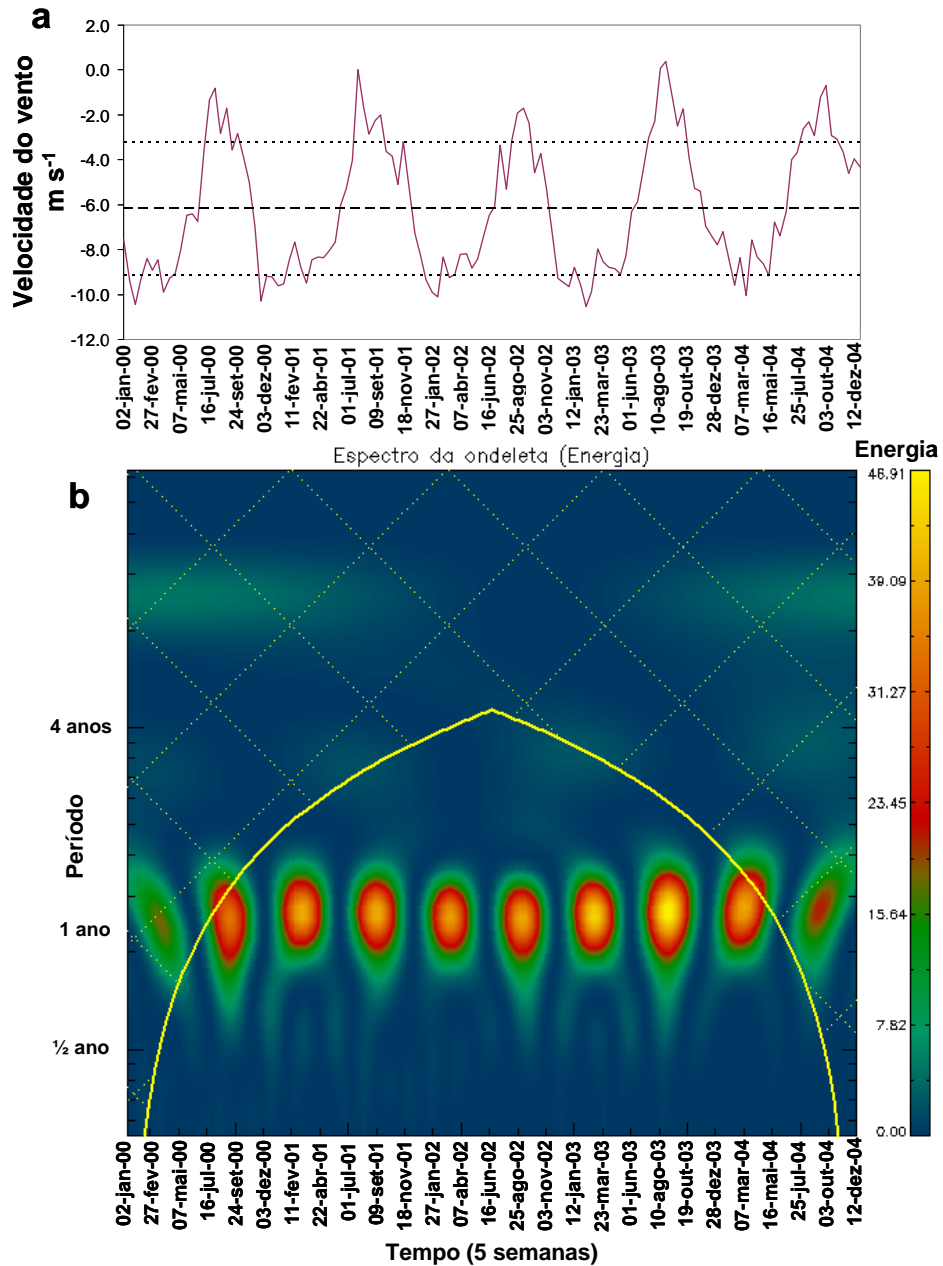 a
Velocidade do vento
m s-1
2.0
0.0
-2.0
-4.0
-6.0
-8.0
-10.0
-12.0
02-jan-00
27-fev-00
07-mai-00
16-jul-00
24-set-00
03-dez-00
11-fev-01
22-abr-01
01-jul-01
09-set-01
18-nov-01
27-jan-02
07-abr-02
16-jun-02
25-ago-02
03-nov-02
12-jan-03
23-mar-03
01-jun-03
10-ago-03
19-out-03
28-dez-03
07-mar-04
16-mai-04
25-jul-04
03-out-04
12-dez-04
Espectro da ondeleta (Energia)
Energia
b
46.91
39.09
31.27
23.45
15.64
7.82
0.00
Período
4 anos
1 ano
½ ano
02-jan-00
27-fev-00
07-mai-00
16-jul-00
24-set-00
03-dez-00
11-fev-01
22-abr-01
01-jul-01
09-set-01
18-nov-01
27-jan-02
07-abr-02
16-jun-02
25-ago-02
03-nov-02
12-jan-03
23-mar-03
01-jun-03
10-ago-03
19-out-03
28-dez-03
07-mar-04
16-mai-04
25-jul-04
03-out-04
12-dez-04
Tempo (5 semanas)